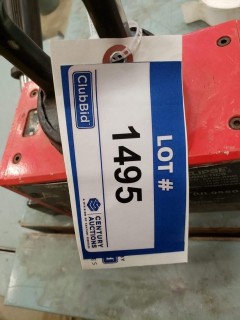 LOT #
1495
ClubBid
CENTURY
AUCTIONS